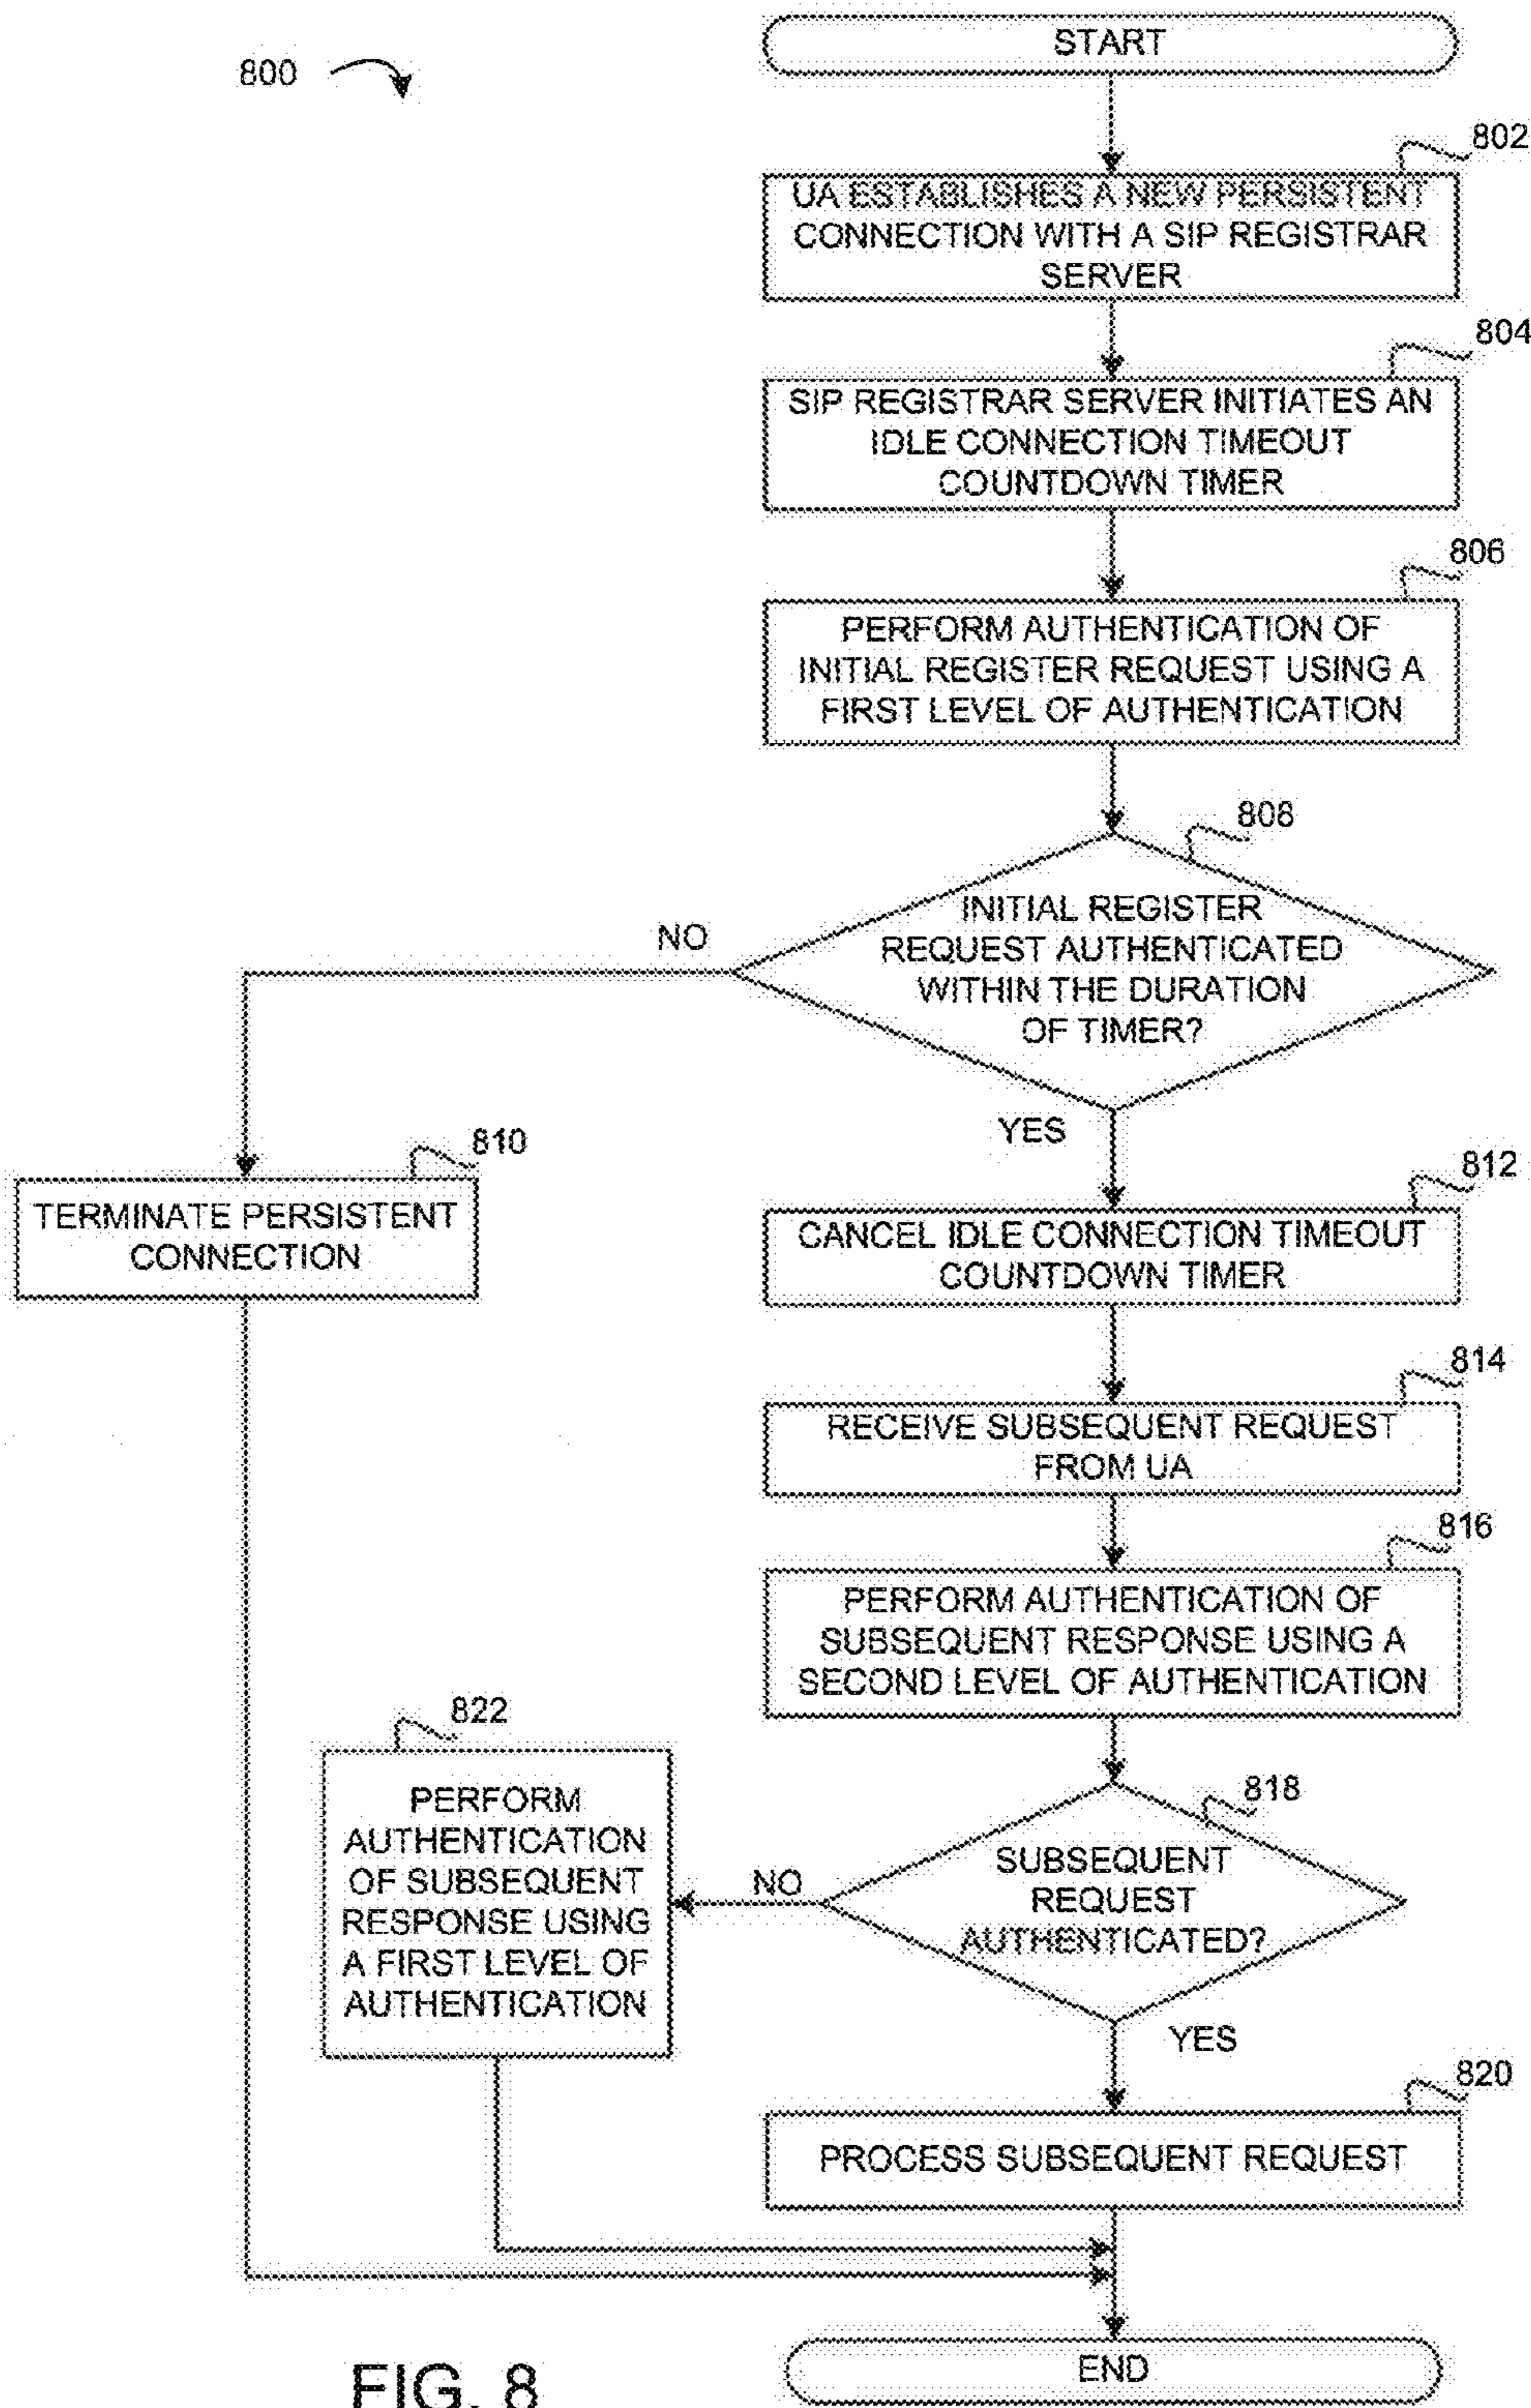 800
START
802
UA ESTABLISHES A NEW PERSISTENT
CONNECTION WITH A SIP REGISTRAR
SERVER
804
SIP REGISTRAR SERVER INITIATES AN
IDLE CONNECTION TIMEOUT
COUNTDOWN TIMER
806
PERFORM AUTHENTICATION OF
INITIAL REGISTER REQUEST USING A
FIRST LEVEL OF AUTHENTICATION
808
INITIAL REGISTER
REQUEST AUTHENTICATED
WITHIN THE DURATION
OF TIMER?
NO
YES
810
TERMINATE PERSISTENT
CONNECTION
812
CANCEL IDLE CONNECTION TIMEOUT
COUNTDOWN TIMER
814
RECEIVE SUBSEQUENT REQUEST
FROM UA
816
PERFORM AUTHENTICATION OF
SUBSEQUENT RESPONSE USING A
SECOND LEVEL OF AUTHENTICATION
818
SUBSEQUENT
REQUEST
AUTHENTICATED?
NO
822
PERFORM
AUTHENTICATION
OF SUBSEQUENT
RESPONSE USING
A FIRST LEVEL OF
AUTHENTICATION
YES
820
PROCESS SUBSEQUENT REQUEST
END
FIG. 8